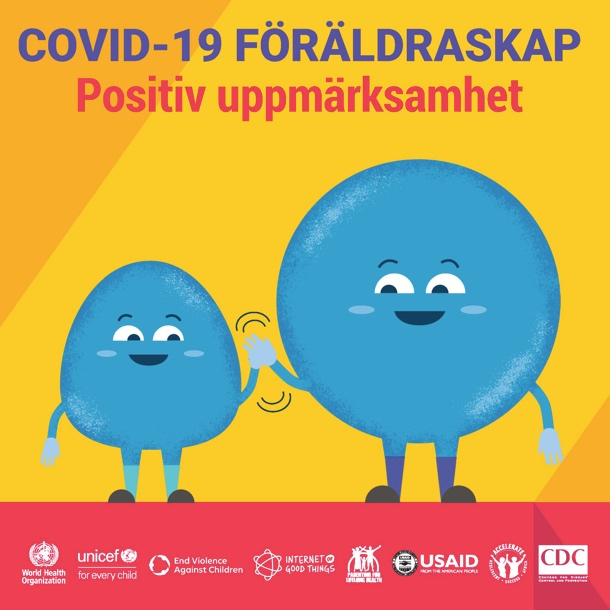 COVID-19 FÖRÄLDRASKAP
Positiv uppmärksamhet
World Health
Organization
unicef
for every child
End Violence
Against Children
INTERNET OF
GOOD THINGS
PARENTING FOR
LIFELONG HEALTH
USAID
FROM THE AMERICAN PEOPLE
ACCELERATE
CDC
CENTERS FOR DISEASE
CONTROL AND PREVENTION